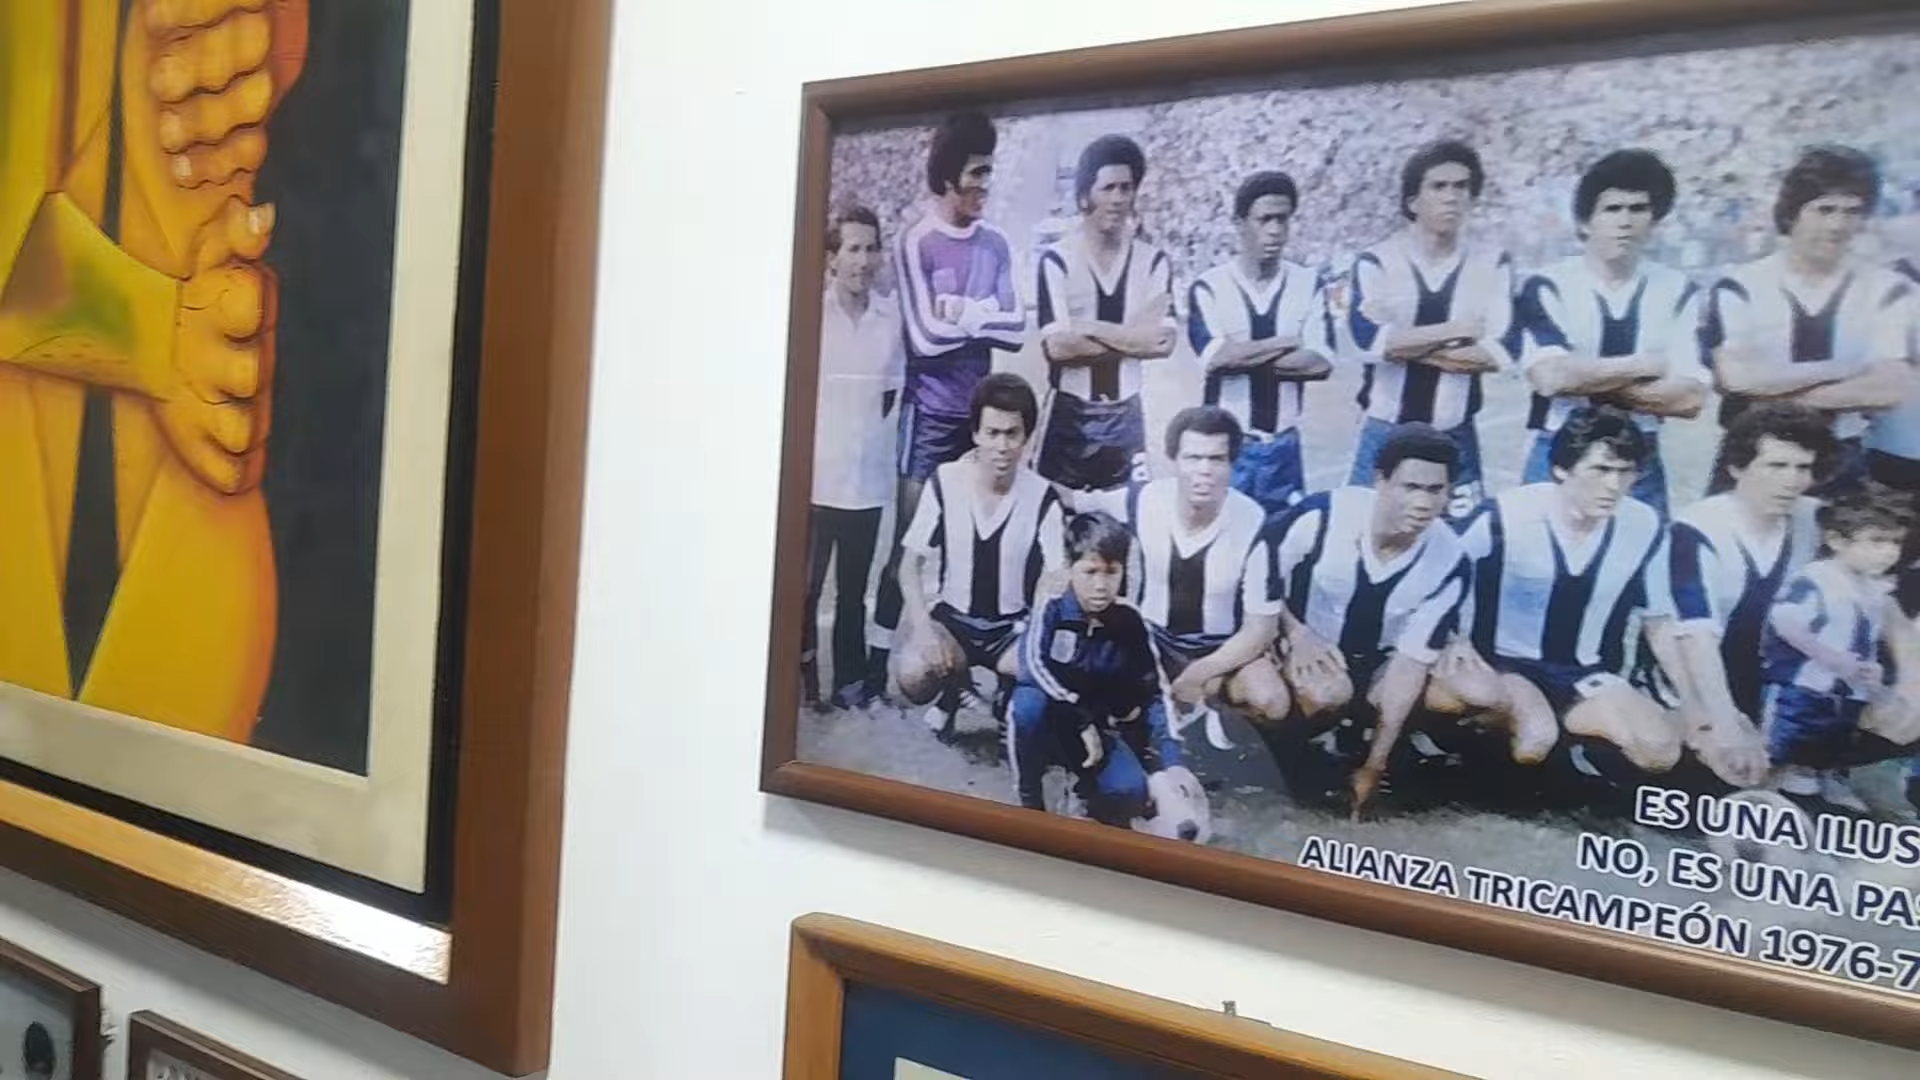 ES UNA ILUS
NO, ES UNA PAS
ALIANZA TRICAMPEÓN 1976-7